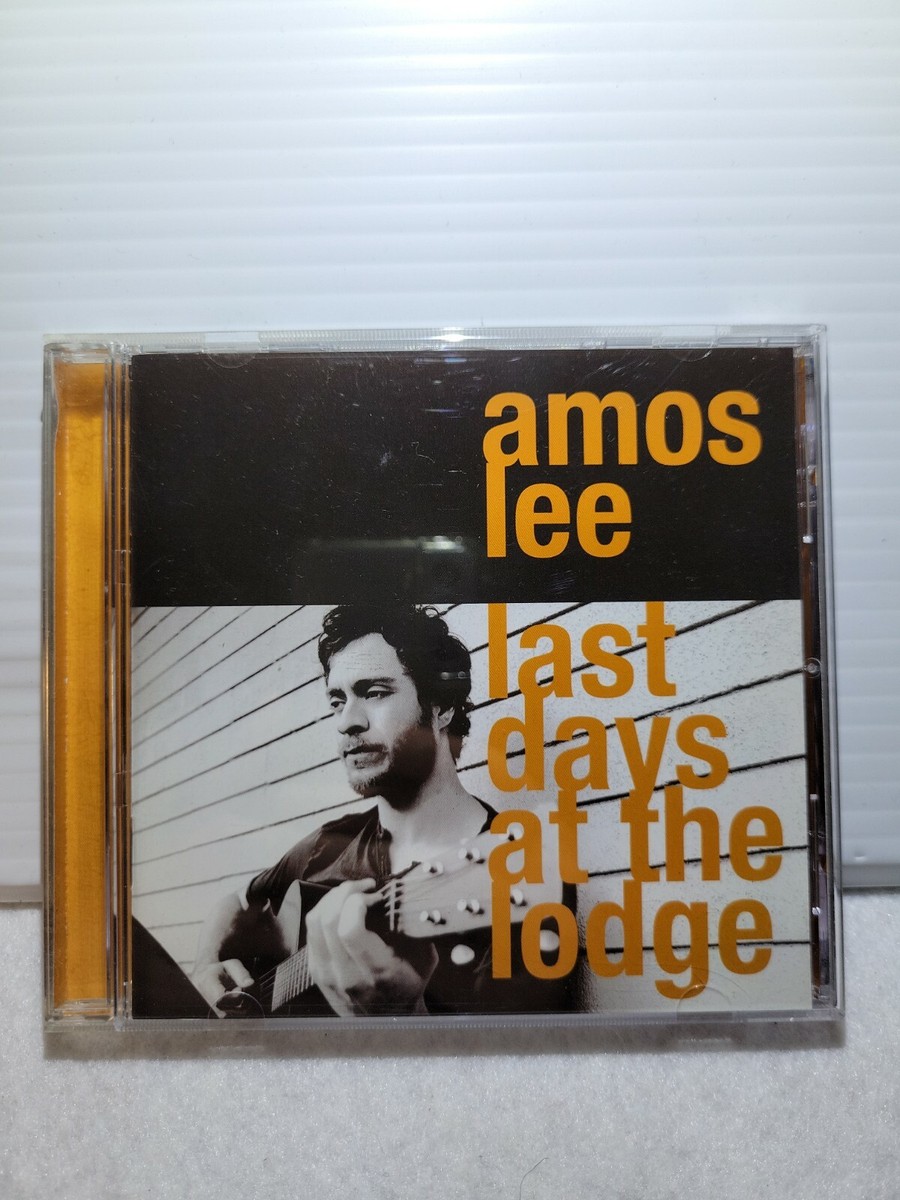 amos
lee
last
days
at the
lodge